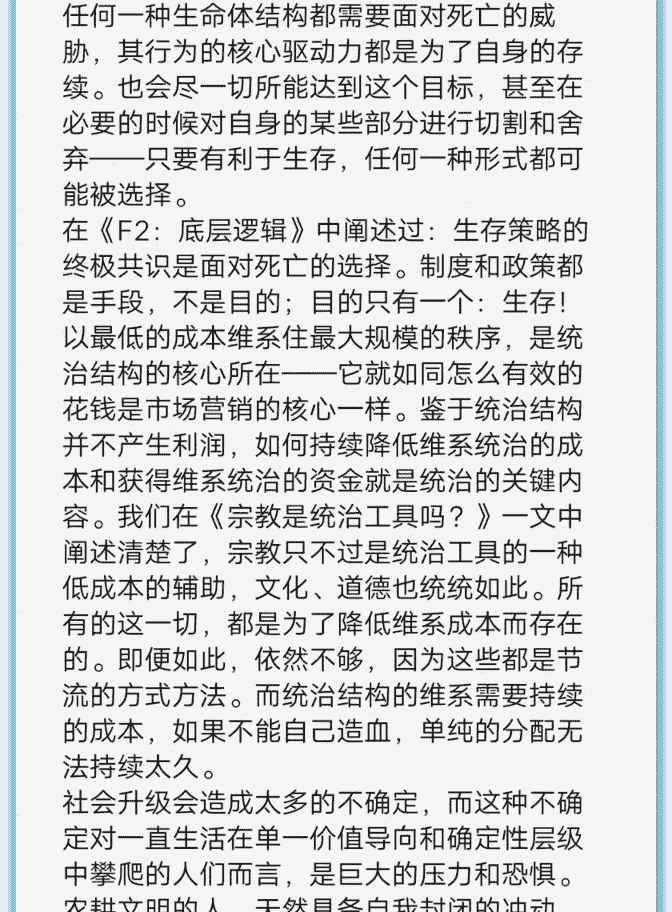 任何一种生命体结构都需要面对死亡的威
胁，其行为的核心驱动力都是为了自身的存
续。也会尽一切所能达到这个目标，甚至在
必要的时候对自身的某些部分进行切割和舍
弃——只要有利于生存，任何一种形式都可
能被选择。
在《F2：底层逻辑》中阐述过：生存策略的
终极共识是面对死亡的选择。制度和政策都
是手段，不是目的；目的只有一个：生存！
以最低的成本维系住最大规模的秩序，是统
治结构的核心所在——它就如同怎么有效的
花钱是市场营销的核心一样。鉴于统治结构
并不产生利润，如何持续降低维系统治的成
本和获得维系统治的资金就是统治的关键内
容。我们在《宗教是统治工具吗？》一文中
阐述清楚了，宗教只不过是统治工具的一种
低成本的辅助，文化、道德也统统如此。所
有的这一切，都是为了降低维系成本而存在
的。即便如此，依然不够，因为这些都是节
流的方式方法。而统治结构的维系需要持续
的成本，如果不能自己造血，单纯的分配无
法持续太久。
社会升级会造成太多的不确定，而这种不确
定对一直生活在单一价值导向和确定性层级
中攀爬的人们而言，是巨大的压力和恐惧。
农耕文明的人，天然具备自我封闭的冲动